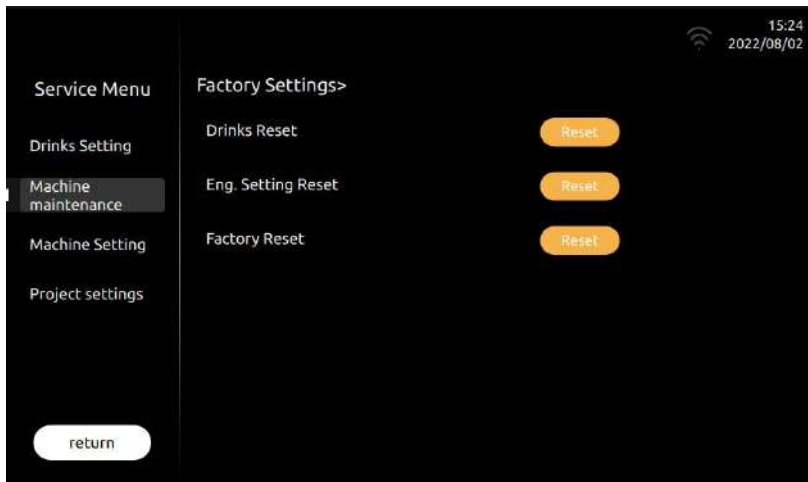 15:24
2022/08/02
Service Menu
Drinks Setting
Machine
maintenance
Machine Setting
Project settings
return
Factory Settings>
Drinks Reset
Reset
Eng. Setting Reset
Reset
Factory Reset
Reset